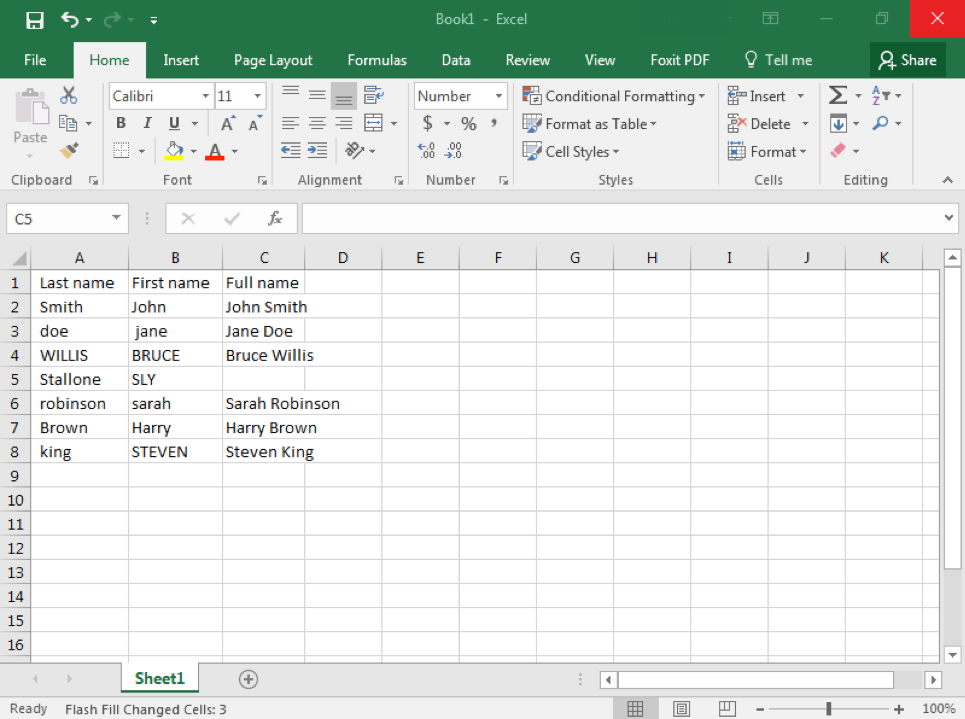 Book1 - Excel
File Home Insert Page Layout Formulas Data Review View Foxit PDF Tell me Share
Calibri 11 Number Conditional Formatting Insert
Paste B I U A A $ % , Format as Table Delete
A Cell Styles Format
Clipboard Font Alignment Number Styles Cells Editing
C5 fx
A B C D E F G H I J K
1 Last name First name Full name
2 Smith John John Smith
3 doe jane Jane Doe
4 WILLIS BRUCE Bruce Willis
5 Stallone SLY
6 robinson sarah Sarah Robinson
7 Brown Harry Harry Brown
8 king STEVEN Steven King
9
10
11
12
13
14
15
16
Sheet1
Ready Flash Fill Changed Cells: 3 100%